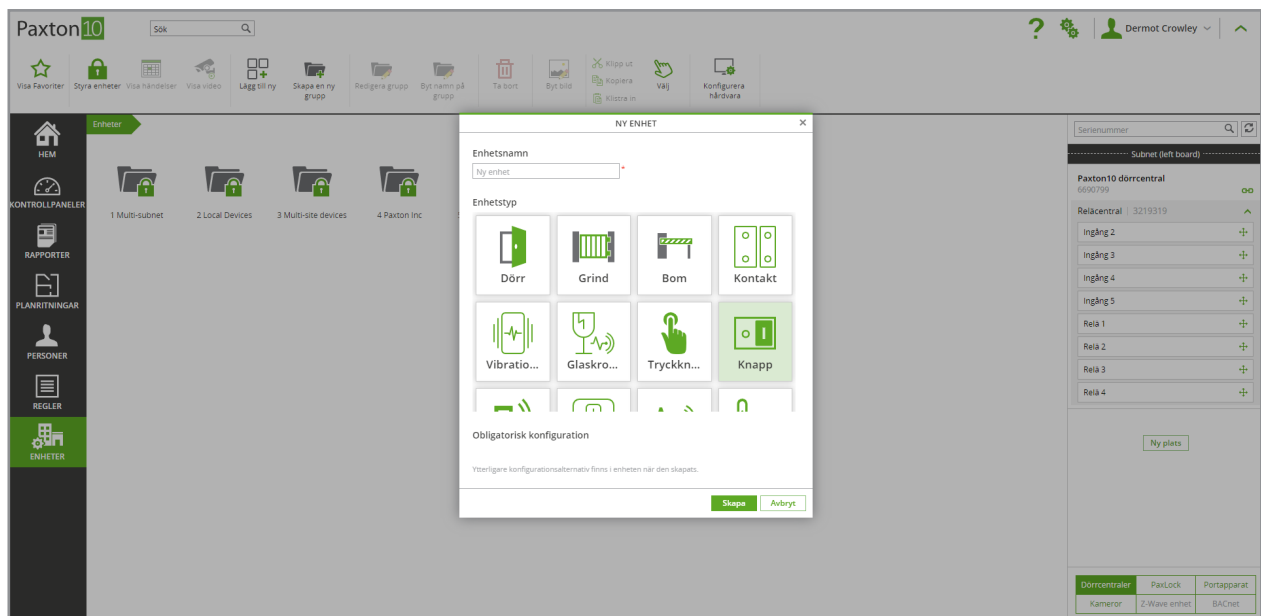 Paxton10
Sök
Dermot Crowley
Visa Favoriter
Styra enheter
Visa händelser
Visa video
Lägg till ny
Skapa en ny grupp
Redigera grupp
Byt namn på grupp
Ta bort
Byt bild
Klipp ut
Kopiera
Klistra in
Välj
Konfigurera hårdvara
HEM
KONTROLLPANELER
RAPPORTER
PLANRITNINGAR
PERSONER
REGLER
ENHETER
Enheter
1 Multi-subnet
2 Local Devices
3 Multi-site devices
4 Paxton Inc
NY ENHET
Enhetsnamn
Ny enhet
*
Enhetstyp
Dörr
Grind
Bom
Kontakt
Vibratio...
Glaskro...
Tryckkn...
Knapp
Obligatorisk konfiguration
Ytterligare konfigurationsalternativ finns i enheten när den skapats.
Skapa
Avbryt
Serienummer
Subnet (left board)
Paxton10 dörrcentral
6690799
Reläcentral | 3219319
Ingång 2
Ingång 3
Ingång 4
Ingång 5
Relä 1
Relä 2
Relä 3
Relä 4
Ny plats
Dörrcentraler
PaxLock
Portapparat
Kameror
Z-Wave enhet
BACnet